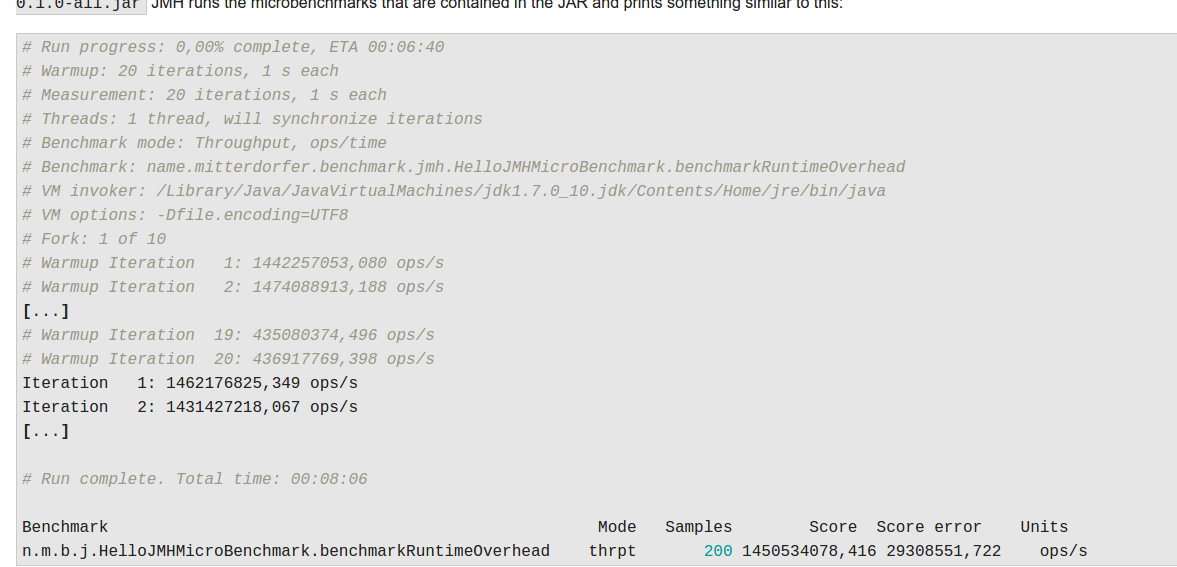 0.1.0-all.jar JMH runs the microbenchmarks that are contained in the JAR and prints something similar to this:
# Run progress: 0,00% complete, ETA 00:06:40
# Warmup: 20 iterations, 1 s each
# Measurement: 20 iterations, 1 s each
# Threads: 1 thread, will synchronize iterations
# Benchmark mode: Throughput, ops/time
# Benchmark: name.mitterdorfer.benchmark.jmh.HelloJMHMicroBenchmark.benchmarkRuntimeOverhead
# VM invoker: /Library/Java/JavaVirtualMachines/jdk1.7.0_10.jdk/Contents/Home/jre/bin/java
# VM options: -Dfile.encoding=UTF8
# Fork: 1 of 10
# Warmup Iteration   1: 1442257053,080 ops/s
# Warmup Iteration   2: 1474088913,188 ops/s
[...]
# Warmup Iteration  19: 435080374,496 ops/s
# Warmup Iteration  20: 436917769,398 ops/s
Iteration   1: 1462176825,349 ops/s
Iteration   2: 1431427218,067 ops/s
[...]
# Run complete. Total time: 00:08:06
Benchmark Mode Samples Score Score error Units
n.m.b.j.HelloJMHMicroBenchmark.benchmarkRuntimeOverhead thrpt 200 1450534078,416 29308551,722 ops/s